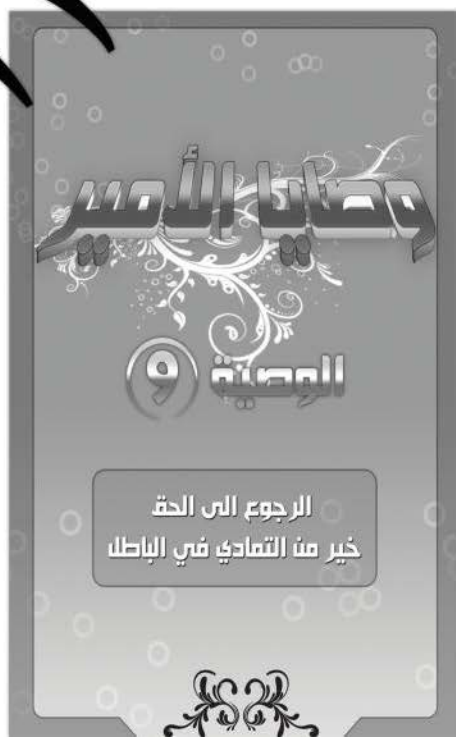 وصايا الأمير
الوصية 9
الرجوع الى الحق
خير من التمادي في الباطل